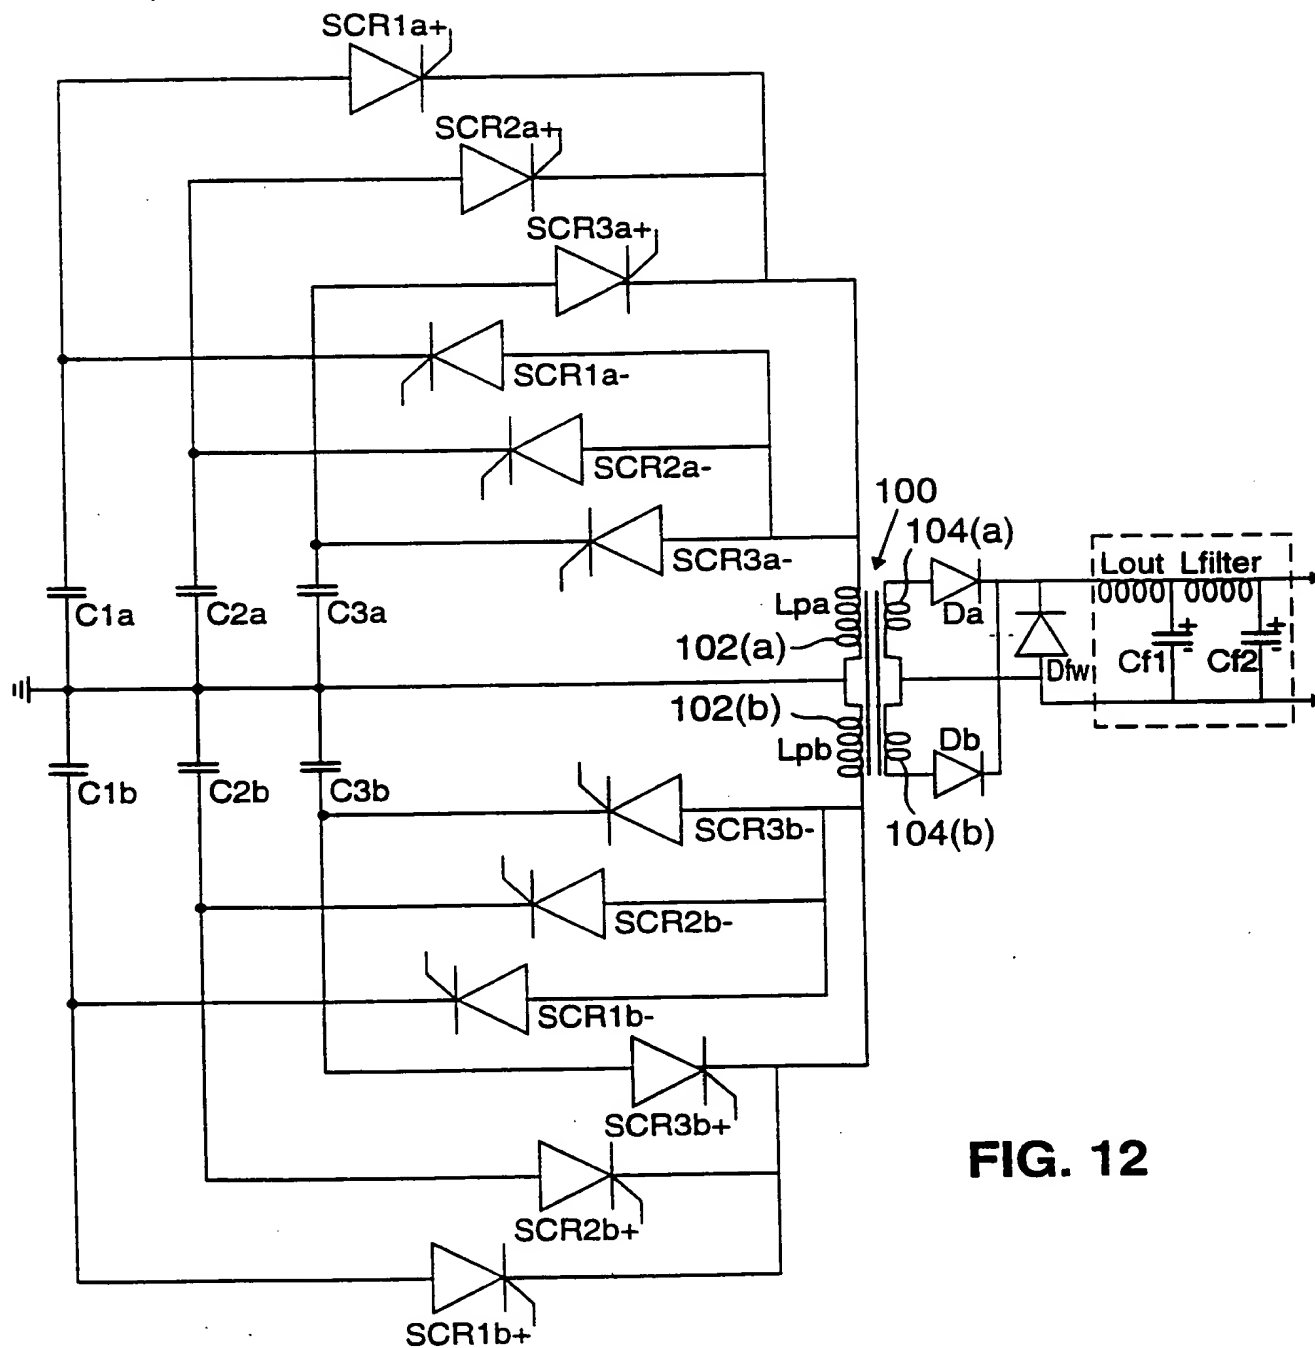 SCR1a+
SCR2a+
SCR3a+
SCR1a-
SCR2a-
SCR3a-
100
104(a)
Lout Lfilter
Lpa
Da
C1a
C2a
C3a
102(a)
Cf1
+
-
Cf2
+
-
Dfw
102(b)
Lpb
Db
C1b
C2b
C3b
SCR3b-
104(b)
SCR2b-
SCR1b-
SCR3b+
FIG. 12
SCR2b+
SCR1b+